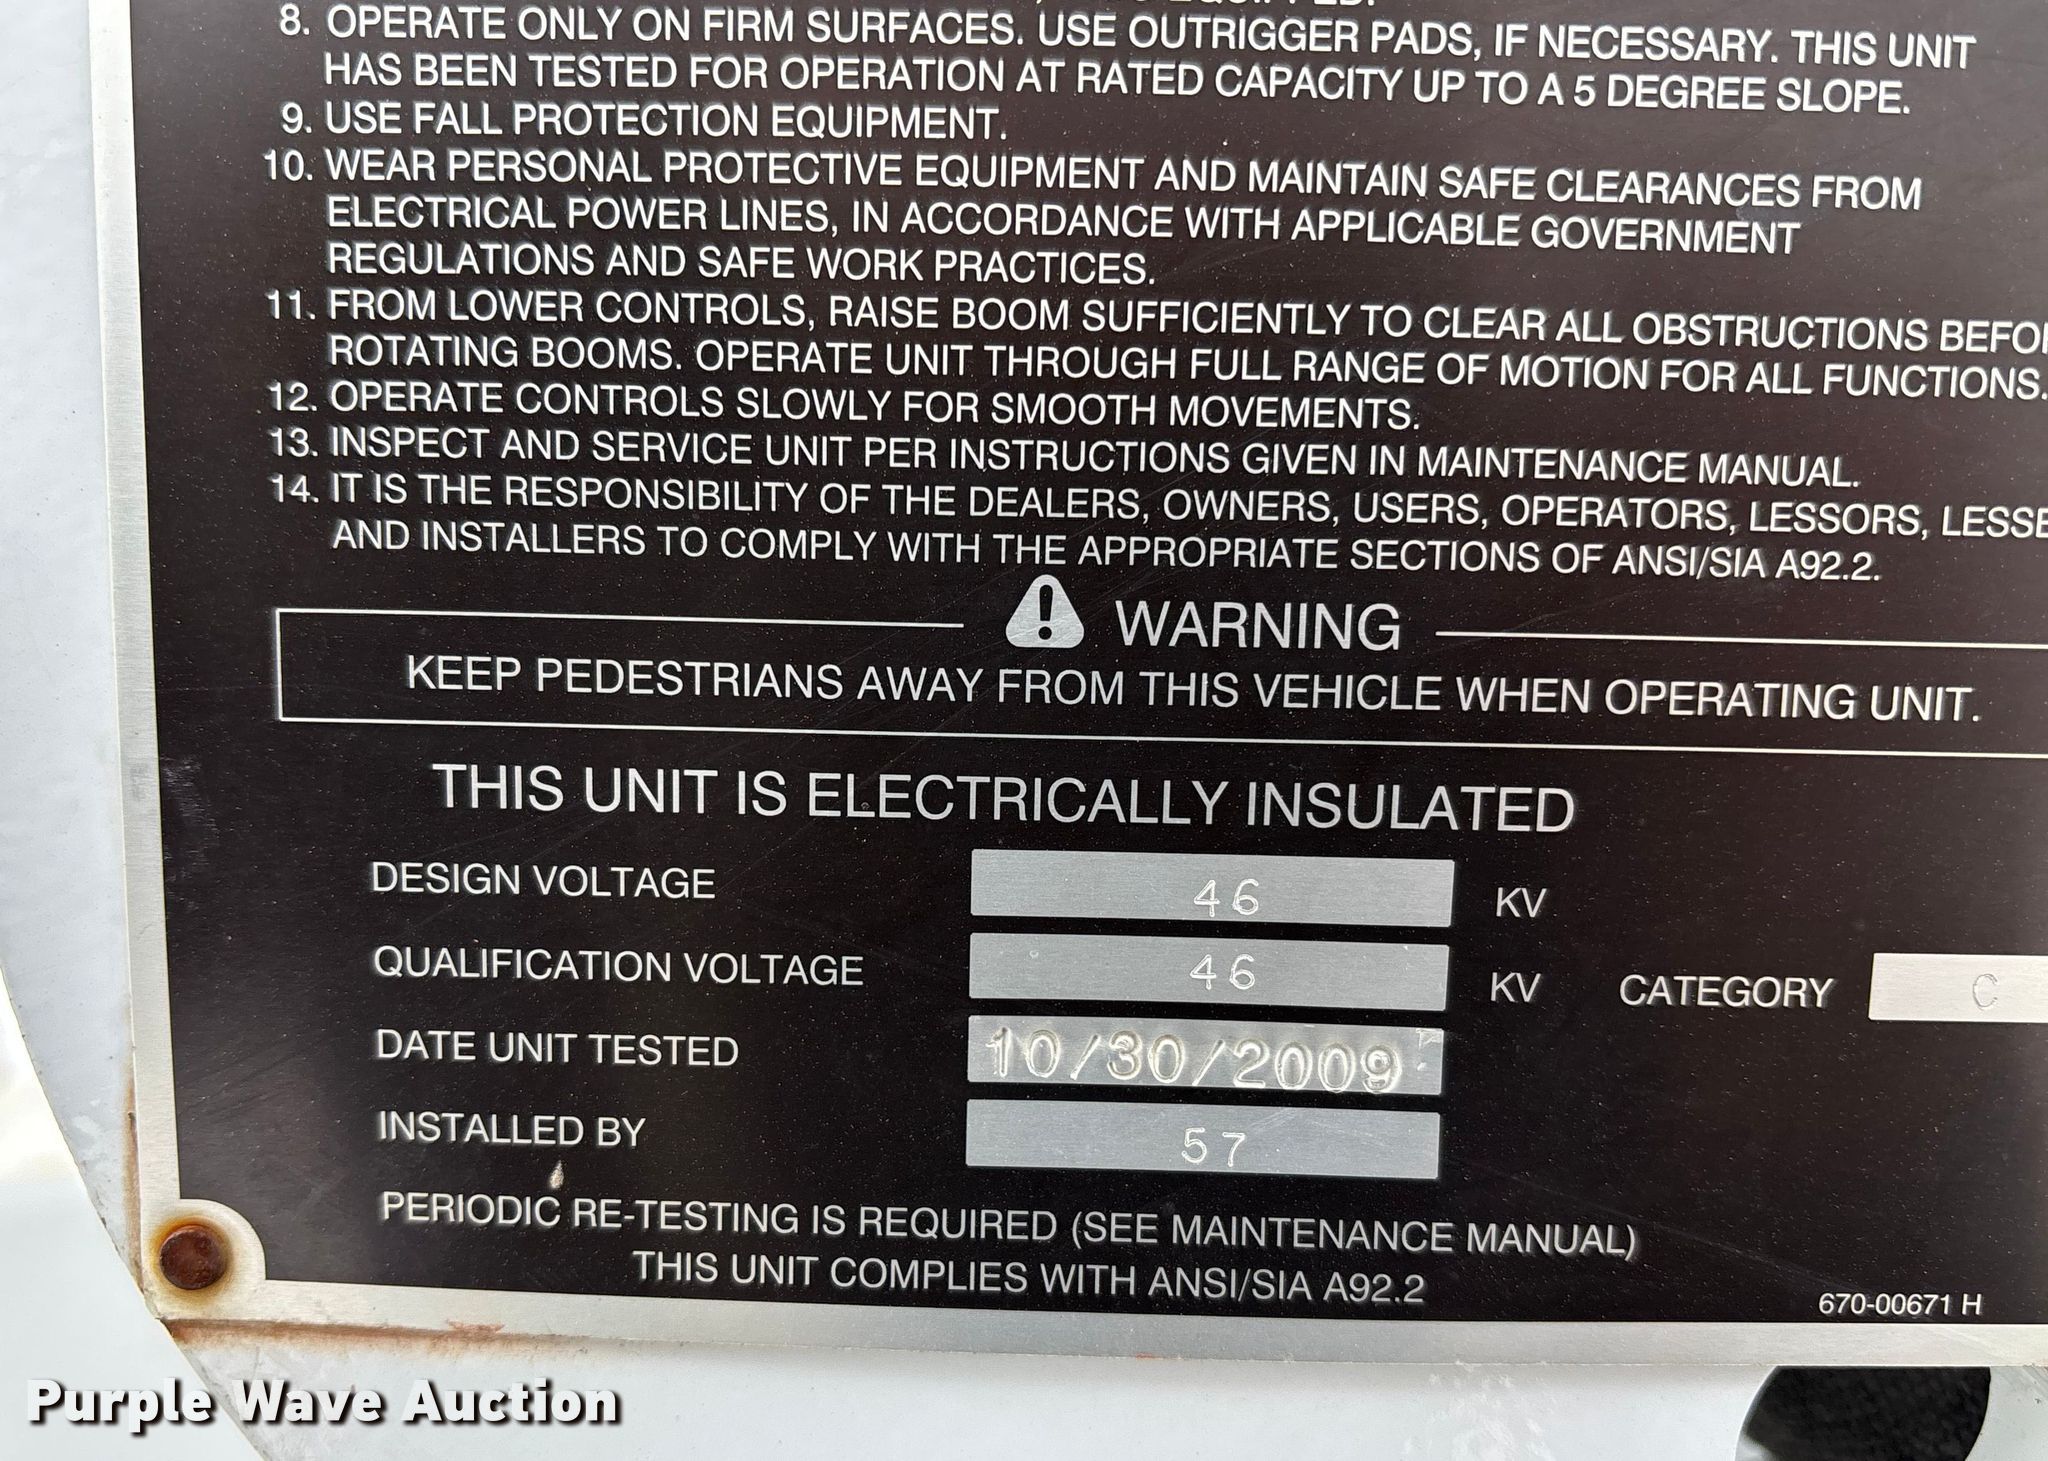 8. OPERATE ONLY ON FIRM SURFACES. USE OUTRIGGER PADS, IF NECESSARY. THIS UNIT
HAS BEEN TESTED FOR OPERATION AT RATED CAPACITY UP TO A 5 DEGREE SLOPE.
9. USE FALL PROTECTION EQUIPMENT.
10. WEAR PERSONAL PROTECTIVE EQUIPMENT AND MAINTAIN SAFE CLEARANCES FROM
ELECTRICAL POWER LINES, IN ACCORDANCE WITH APPLICABLE GOVERNMENT
REGULATIONS AND SAFE WORK PRACTICES.
11. FROM LOWER CONTROLS, RAISE BOOM SUFFICIENTLY TO CLEAR ALL OBSTRUCTIONS BEFO
ROTATING BOOMS. OPERATE UNIT THROUGH FULL RANGE OF MOTION FOR ALL FUNCTIONS.
12. OPERATE CONTROLS SLOWLY FOR SMOOTH MOVEMENTS.
13. INSPECT AND SERVICE UNIT PER INSTRUCTIONS GIVEN IN MAINTENANCE MANUAL.
14. IT IS THE RESPONSIBILITY OF THE DEALERS, OWNERS, USERS, OPERATORS, LESSORS, LESSE
AND INSTALLERS TO COMPLY WITH THE APPROPRIATE SECTIONS OF ANSI/SIA A92.2.
WARNING
KEEP PEDESTRIANS AWAY FROM THIS VEHICLE WHEN OPERATING UNIT.
THIS UNIT IS ELECTRICALLY INSULATED
DESIGN VOLTAGE 46 KV
QUALIFICATION VOLTAGE 46 KV CATEGORY C
DATE UNIT TESTED 10/30/2009
INSTALLED BY 57
PERIODIC RE-TESTING IS REQUIRED (SEE MAINTENANCE MANUAL)
THIS UNIT COMPLIES WITH ANSI/SIA A92.2
670-00671 H
Purple Wave Auction